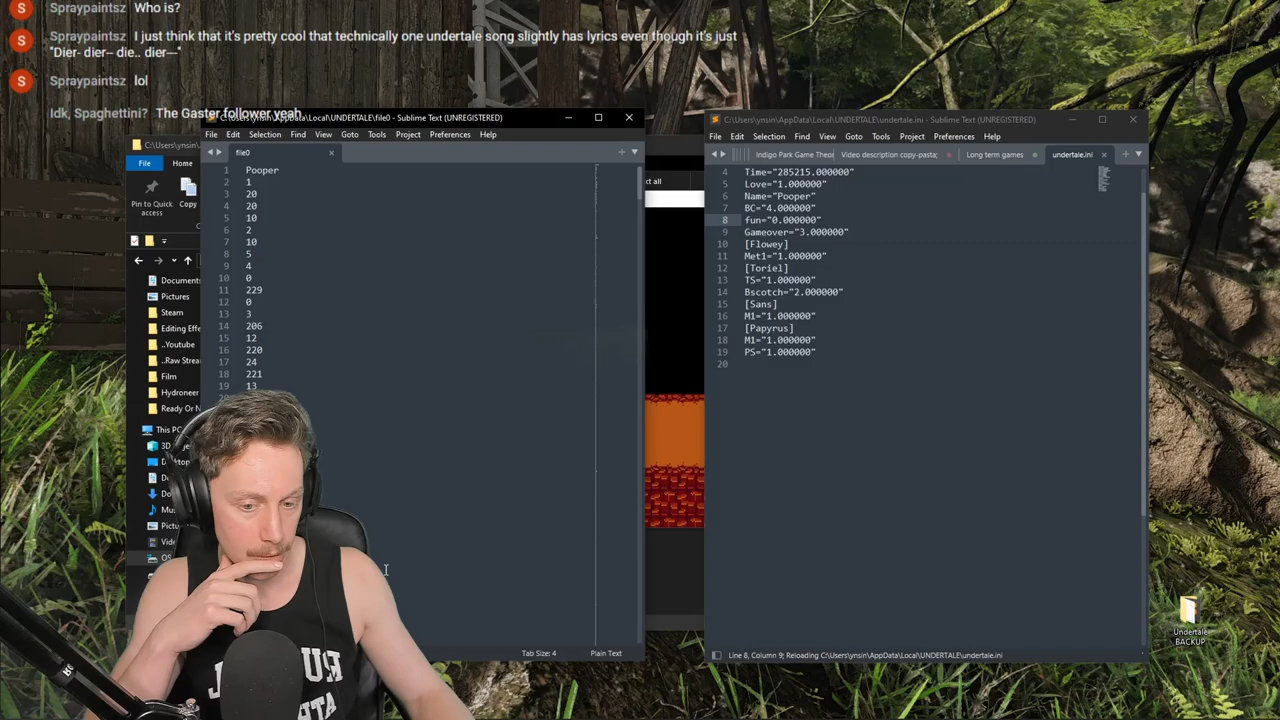 S Spraypaintsz Who is?
S Spraypaintsz I just think that it's pretty cool that technically one undertale song slightly has lyrics even though it's just
"Dier- dier-- die.. dier---"
S Spraypaintsz lol
Idk, Spaghettini? The Gaster follower yeah
C:\Users\ynsin\AppData\Local\UNDERTALE\file0 - Sublime Text (UNREGISTERED)
File Edit Selection Find View Goto Tools Project Preferences Help
file0
1 Pooper
2 1
3 20
4 20
5 10
6 2
7 10
8 5
9 4
10 0
11 229
12 0
13 3
14 206
15 12
16 220
17 24
18 221
19 13
Tab Size: 4 Plain Text
C:\Users\ynsin\
File Home
Pin to Quick
access
Copy
ct all
Documents
Pictures
Steam
Editing Effe
..Youtube
..Raw Strea
Film
Hydroneer
Ready Or N
This PC
3D
Desktop
Mus
Pictur
Vide
OS
C:\Users\ynsin\AppData\Local\UNDERTALE\undertale.ini - Sublime Text (UNREGISTERED)
File Edit Selection Find View Goto Tools Project Preferences Help
Indigo Park Game Theor Video description copy-pasta; Long term games undertale.ini
4 Time="285215.000000"
5 Love="1.000000"
6 Name="Pooper"
7 BC="4.000000"
8 fun="0.000000"
9 Gameover="3.000000"
10 [Flowey]
11 Met1="1.000000"
12 [Toriel]
13 TS="1.000000"
14 Bscotch="2.000000"
15 [Sans]
16 M1="1.000000"
17 [Papyrus]
18 M1="1.000000"
19 PS="1.000000"
20
Line 8, Column 9; Reloading C:\Users\ynsin\AppData\Local\UNDERTALE\undertale.ini
Undertale
BACKUP